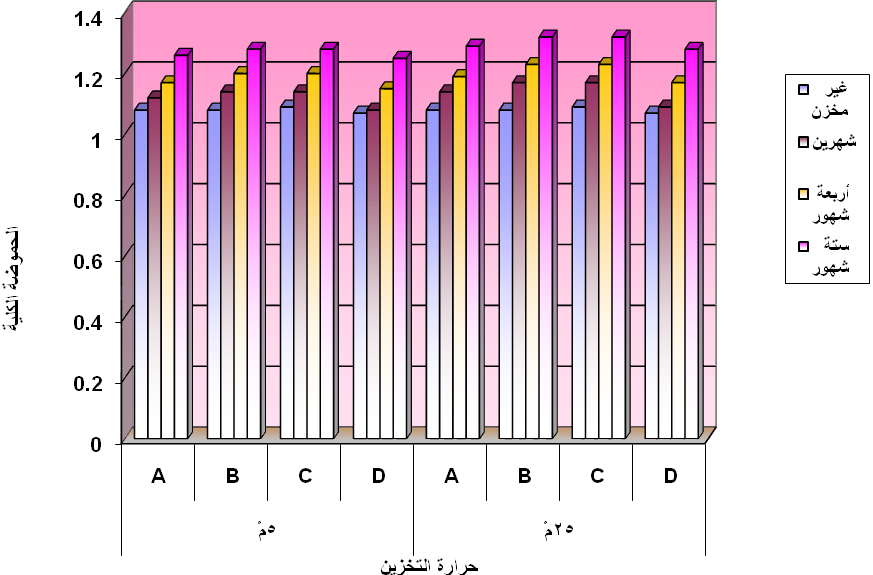 1.4
1.2
1
0.8
0.6
0.4
0.2
0
الحموضة الكلية
A B C D A B C D
٥مْ ٢٥مْ
حرارة التخزين
غير
مخزن
شهرين
أربعة
شهور
ستة
شهور